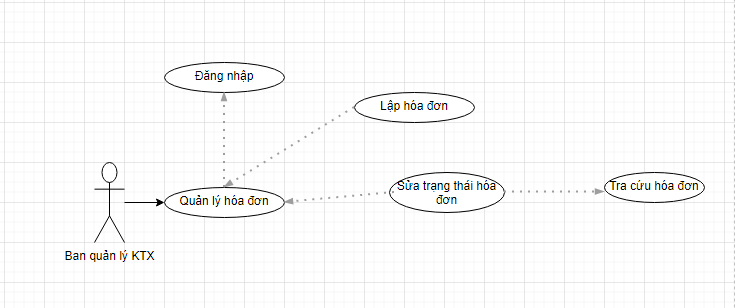 Đăng nhập
Lập hóa đơn
Sửa trạng thái hóa
đơn
Tra cứu hóa đơn
Quản lý hóa đơn
Ban quản lý KTX